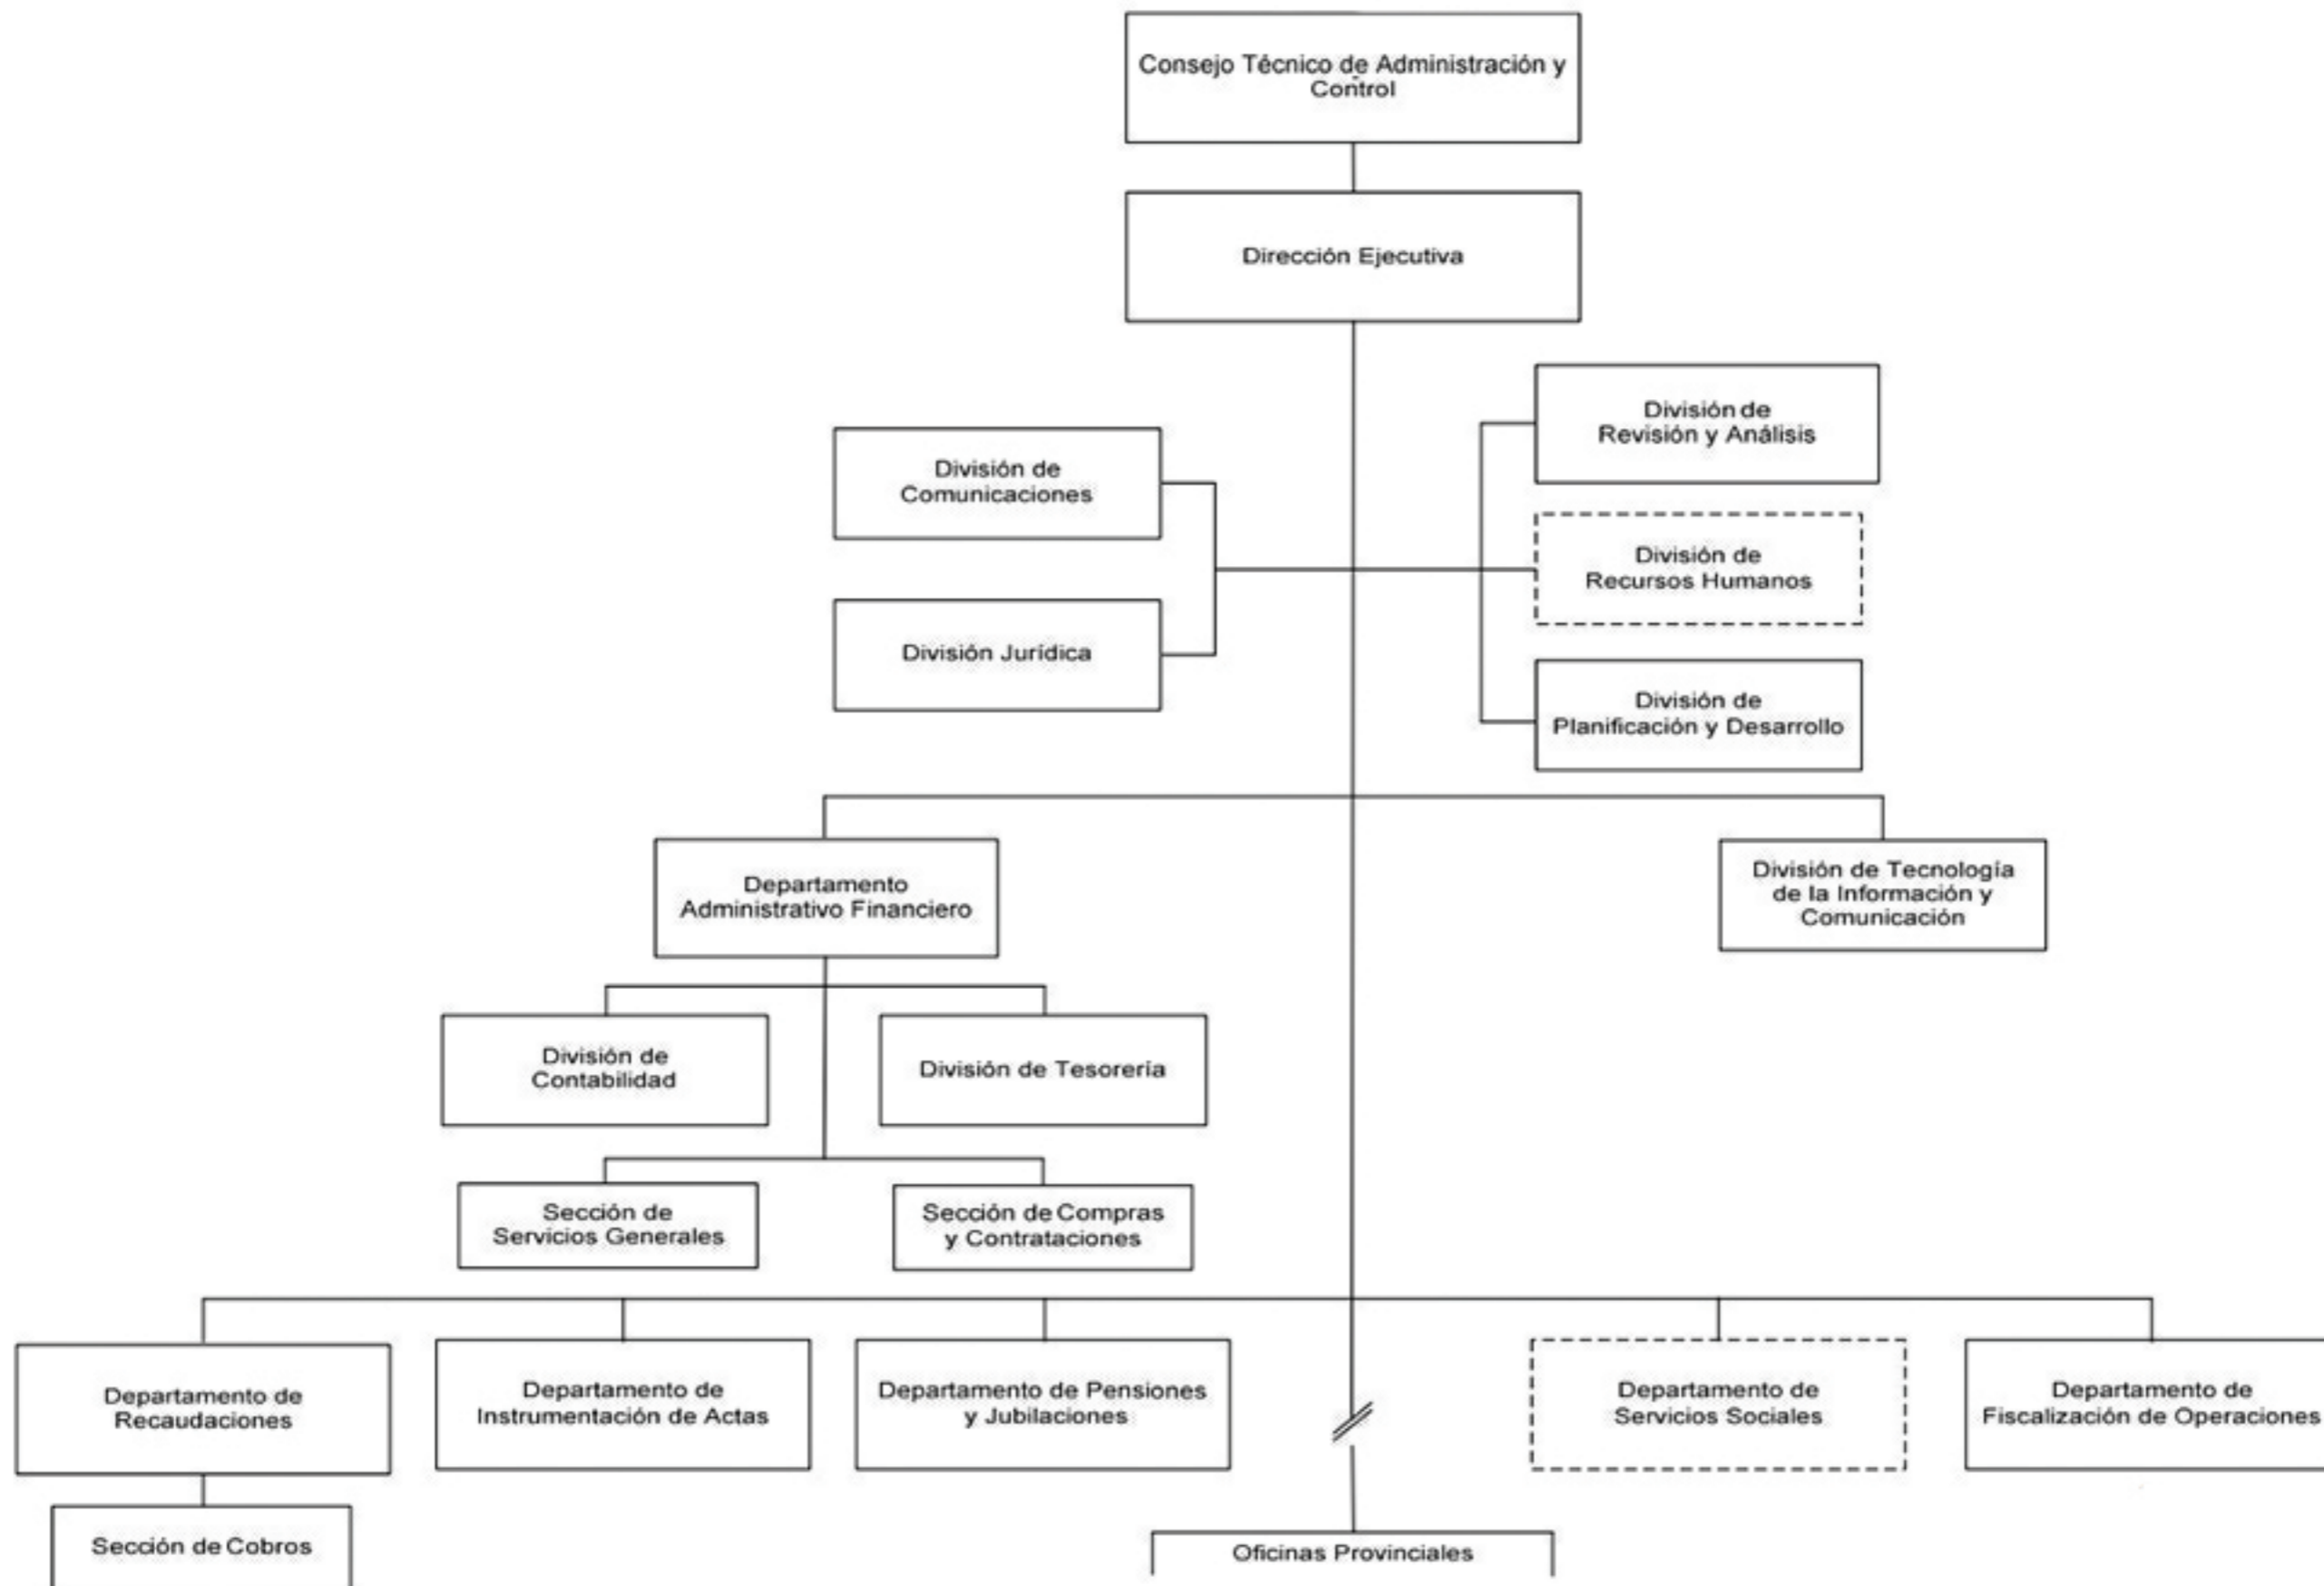 Consejo Técnico de Administración y
Control
Dirección Ejecutiva
División de
Revisión y Análisis
División de
Comunicaciones
División de
Recursos Humanos
División Jurídica
División de
Planificación y Desarrollo
Departamento
Administrativo Financiero
División de Tecnología
de la Información y
Comunicación
División de
Contabilidad
División de Tesorería
Sección de
Servicios Generales
Sección de Compras
y Contrataciones
Departamento de
Recaudaciones
Departamento de
Instrumentación de Actas
Departamento de Pensiones
y Jubilaciones
Departamento de
Servicios Sociales
Departamento de
Fiscalización de Operaciones
Sección de Cobros
Oficinas Provinciales